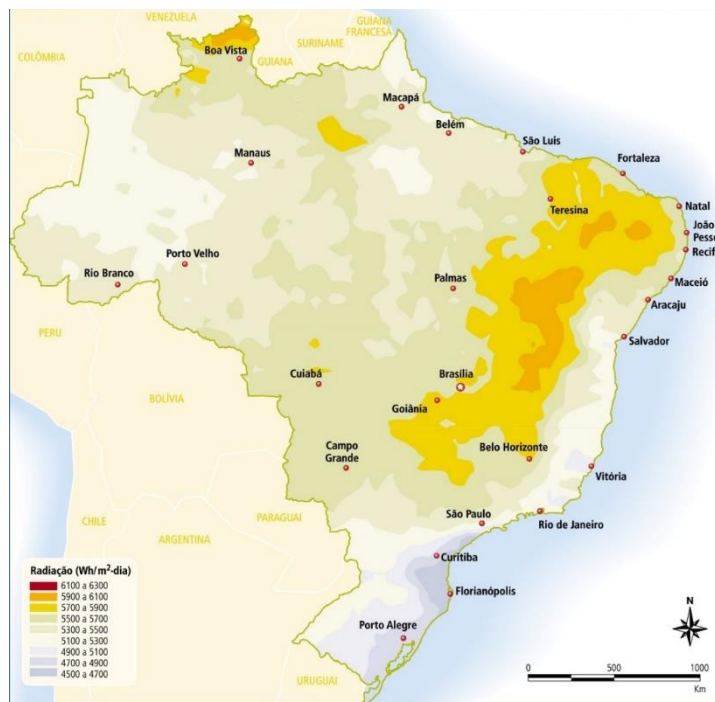 VENEZUELA
GUIANA
FRANCESA
SURINAME
COLÔMBIA
Boa Vista
GUIANA
Macapá
Belém
São Luis
Manaus
Fortaleza
Teresina
Natal
João
Pesso
Porto Velho
Recif
Rio Branco
Palmas
Maceió
Aracaju
PERU
Salvador
Cuiabá
Brasília
BOLÍVIA
Goiânia
Campo
Grande
Belo Horizonte
Vitória
São Paulo
Rio de Janeiro
CHILE
PARAGUAI
ARGENTINA
Curitiba
Florianópolis
Porto Alegre
URUGUAI
Radiação (Wh/m²-dia)
6100 a 6300
5900 a 6100
5700 a 5900
5500 a 5700
5300 a 5500
5100 a 5300
4900 a 5100
4700 a 4900
4500 a 4700
N
0 500 1000
Km